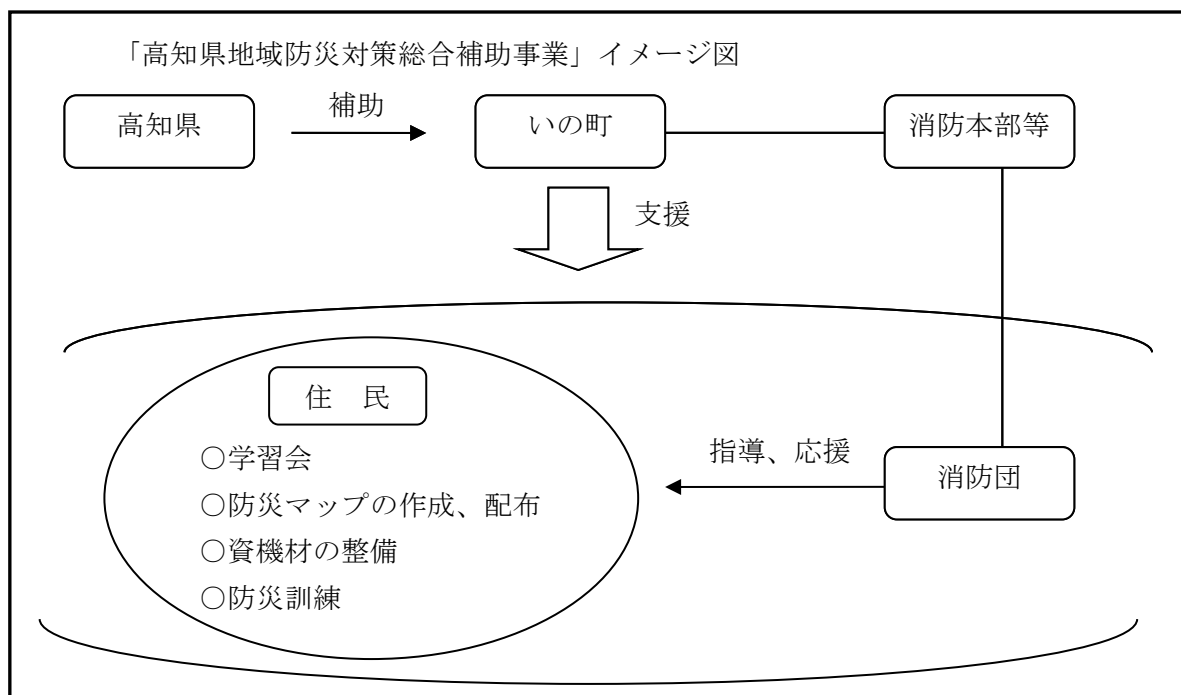 「高知県地域防災対策総合補助事業」イメージ図
高知県
補助
いの町
消防本部等
支援
住　民
○学習会
○防災マップの作成、配布
○資機材の整備
○防災訓練
指導、応援
消防団